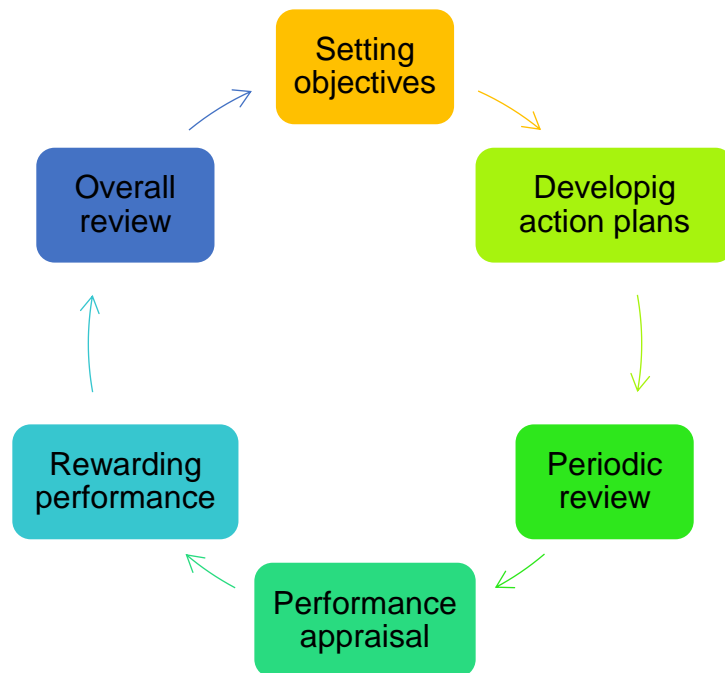 Setting
objectives
Developig
action plans
Periodic
review
Performance
appraisal
Rewarding
performance
Overall
review